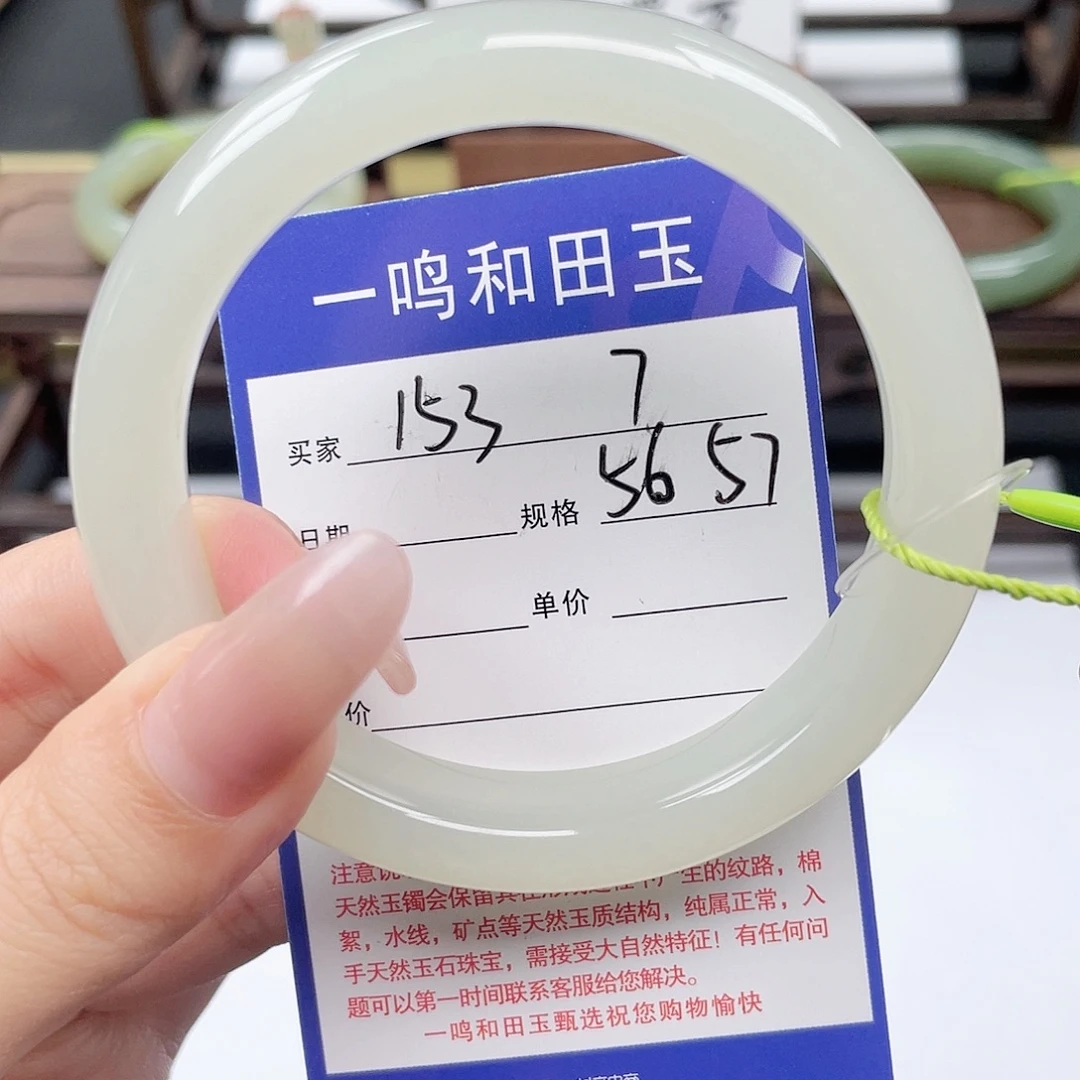 一鸣和田玉
买家 153 7
日期 规格 56 57
单价
价
注意
天然玉镯会保留其在形成过程中产生的纹路，棉
絮，水线，矿点等天然玉质结构，纯属正常，入
手天然玉石珠宝，需接受大自然特征！有任何问
题可以第一时间联系客服给您解决。
一鸣和田玉甄选祝您购物愉快